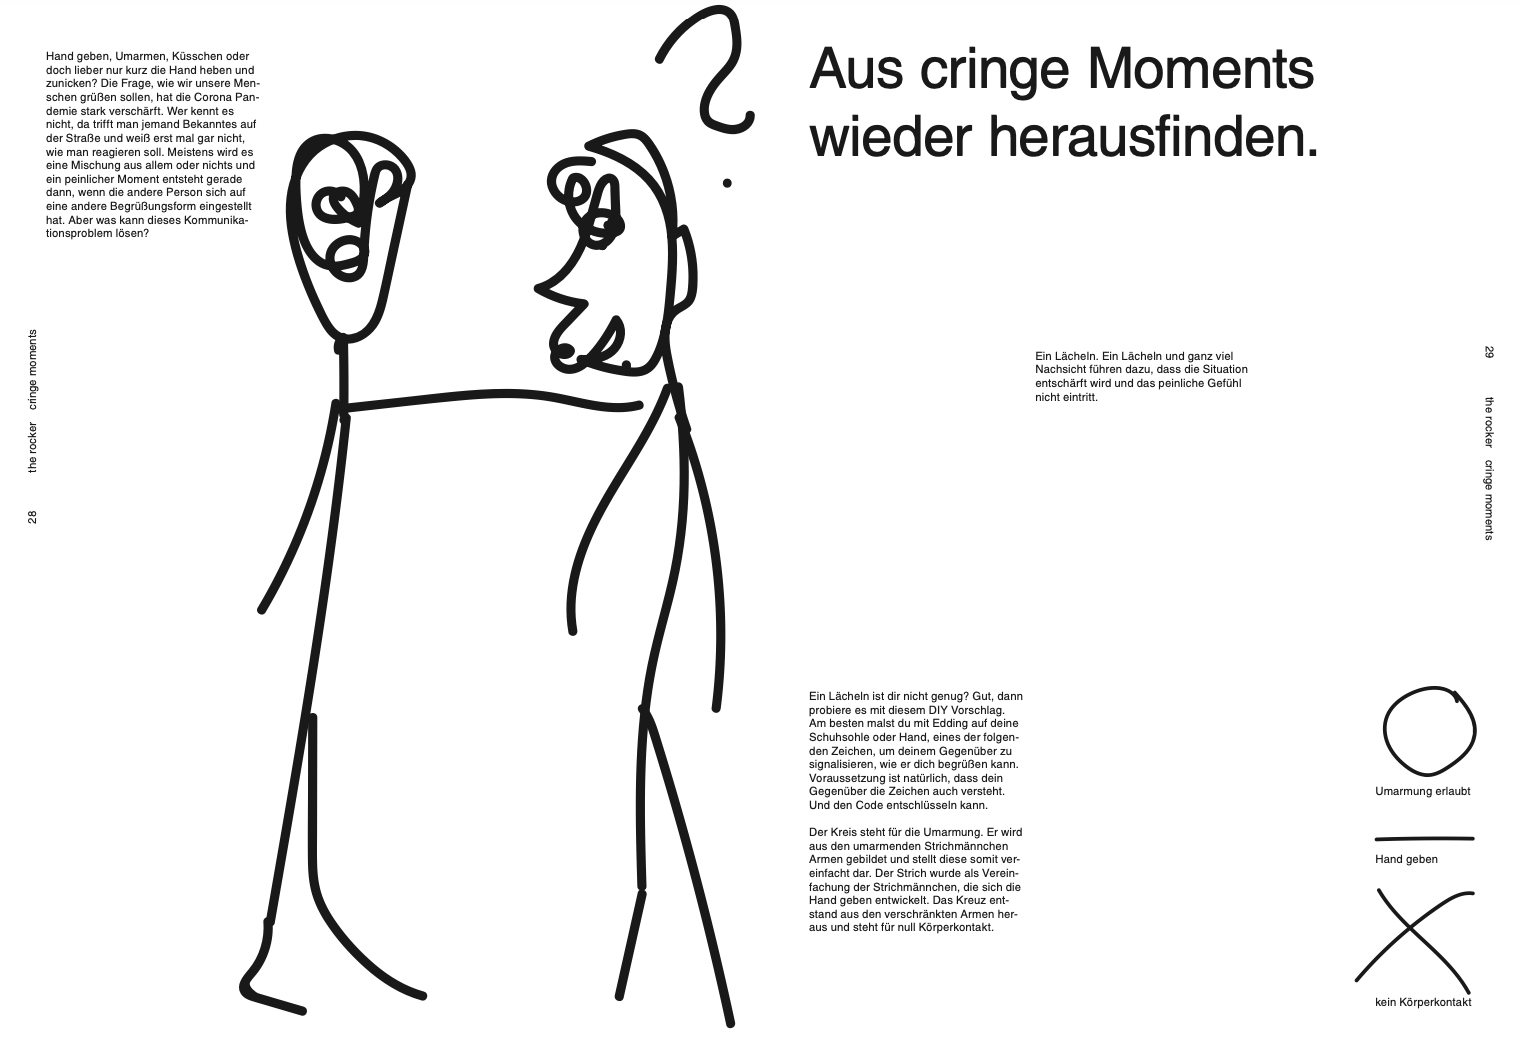 Hand geben, Umarmen, Küsschen oder
doch lieber nur kurz die Hand heben und
zunicken? Die Frage, wie wir unsere Men-
schen grüßen sollen, hat die Corona Pan-
demie stark verschärft. Wer kennt es
nicht, da trifft man jemand Bekanntes auf
der Straße und weiß erst mal gar nicht,
wie man reagieren soll. Meistens wird es
eine Mischung aus allem oder nichts und
ein peinlicher Moment entsteht gerade
dann, wenn die andere Person sich auf
eine andere Begrüßungsform eingestellt
hat. Aber was kann dieses Kommunika-
tionsproblem lösen?
28 the rocker cringe moments
?
Aus cringe Moments
wieder herausfinden.
Ein Lächeln. Ein Lächeln und ganz viel
Nachsicht führen dazu, dass die Situation
entschärft wird und das peinliche Gefühl
nicht eintritt.
29 the rocker cringe moments
Ein Lächeln ist dir nicht genug? Gut, dann
probiere es mit diesem DIY Vorschlag.
Am besten malst du mit Edding auf deine
Schuhsohle oder Hand, eines der folgen-
den Zeichen, um deinem Gegenüber zu
signalisieren, wie er dich begrüßen kann.
Voraussetzung ist natürlich, dass dein
Gegenüber die Zeichen auch versteht.
Und den Code entschlüsseln kann.
Der Kreis steht für die Umarmung. Er wird
aus den umarmenden Strichmännchen
Armen gebildet und stellt diese somit ver-
einfacht dar. Der Strich wurde als Verein-
fachung der Strichmännchen, die sich die
Hand geben entwickelt. Das Kreuz ent-
stand aus den verschränkten Armen her-
aus und steht für null Körperkontakt.
Umarmung erlaubt
Hand geben
kein Körperkontakt